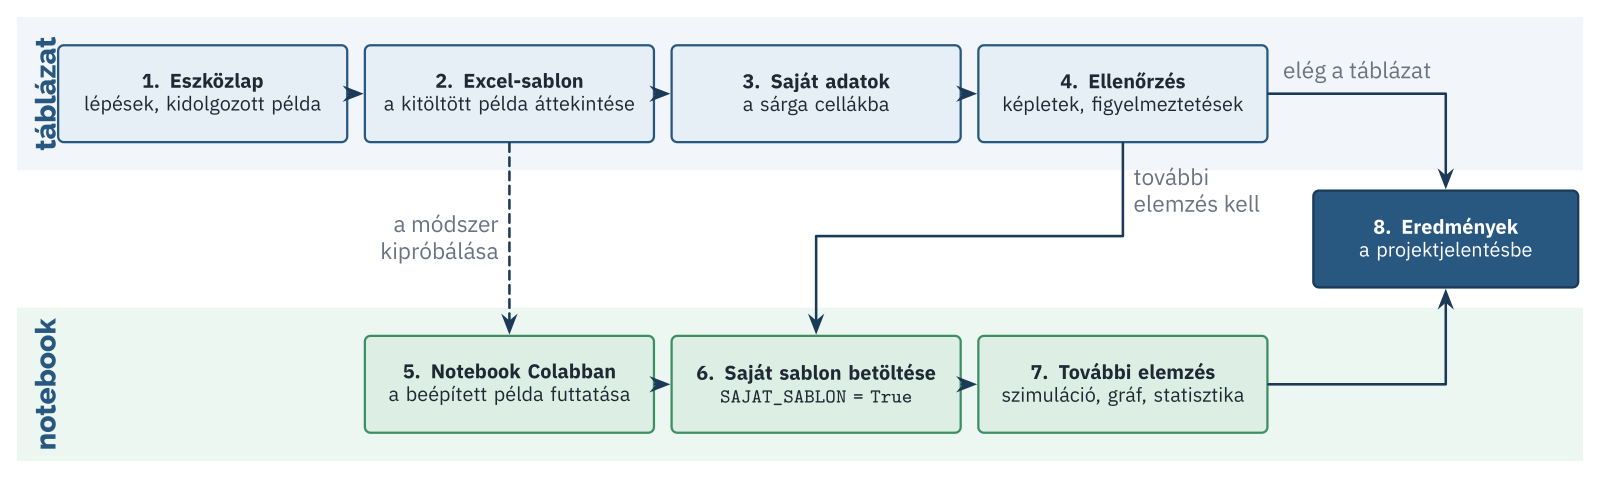 táblázat
1. Eszközlap
lépések, kidolgozott példa
2. Excel-sablon
a kitöltött példa áttekintése
3. Saját adatok
a sárga cellákba
4. Ellenőrzés
képletek, figyelmeztetések
elég a táblázat
további
elemzés kell
a módszer
kipróbálása
8. Eredmények
a projektjelentésbe
notebook
5. Notebook Colabban
a beépített példa futtatása
6. Saját sablon betöltése
SAJAT_SABLON = True
7. További elemzés
szimuláció, gráf, statisztika